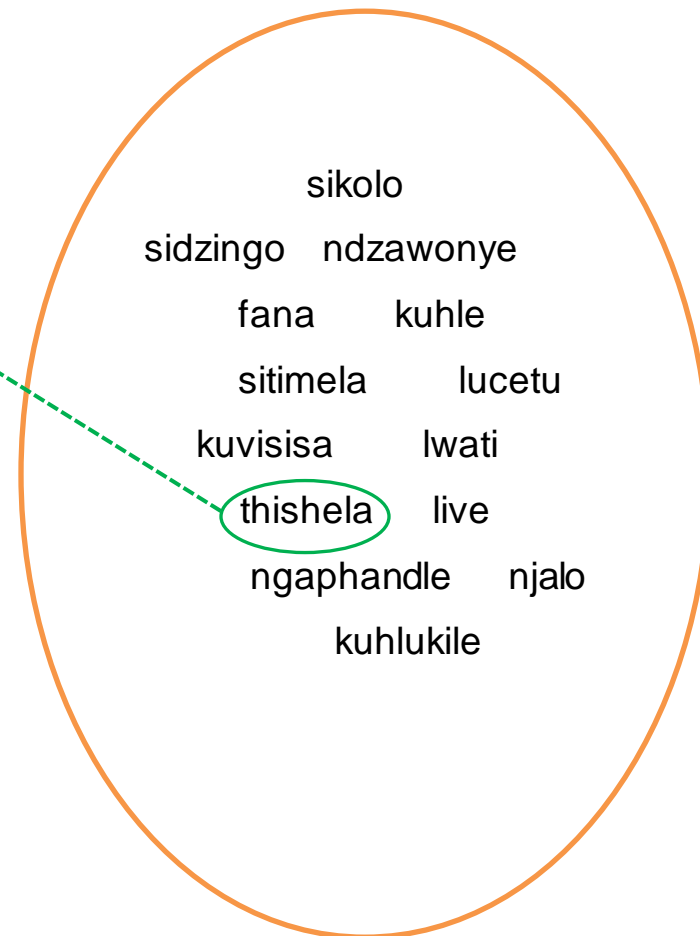 sikolo
sidzingo ndzawonye
fana kuhle
sitimela lucetu
kuvisisa lwati
thishela live
ngaphandle njalo
kuhlukile